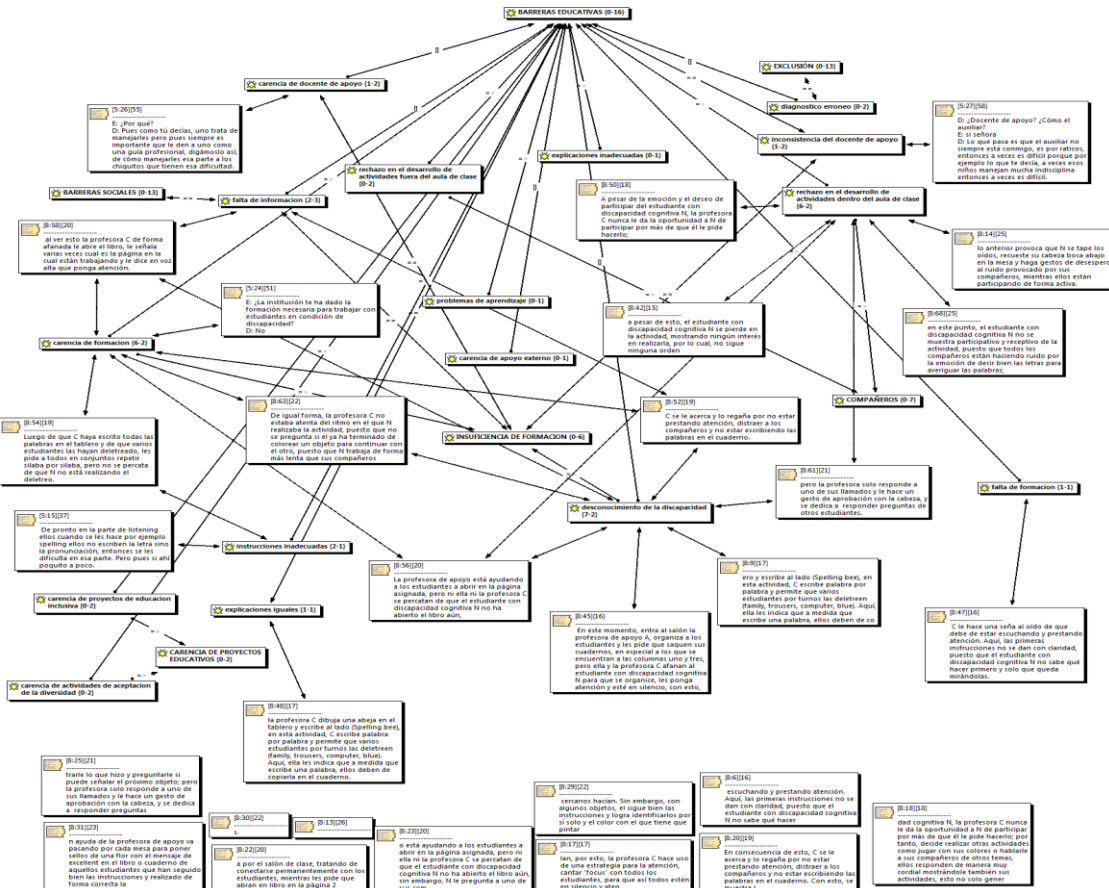 BARRERAS EDUCATIVAS (0-16)
EXCLUSIÓN (0-13)
carencia de docente de apoyo (1-2)
diagnostico erroneo (0-2)
[5:26][55]
E: ¿Por qué?
D: Pues como tú decías, uno trata de
manejarles pero pues siempre es
importante que le den a uno como
una guía profesional, digámoslo así,
de cómo manejarles esa parte a los
chiquitos que tienen esa dificultad.
[5:27][58]
D: ¿Docente de apoyo? ¿Cómo el
auxiliar?
E: si señora
D: Lo que pasa es que el auxiliar no
siempre está conmigo, es por raticos,
entonces a veces es difícil porque por
ejemplo lo que te decía, a veces esos
niños manejan mucha indisciplina
entonces a veces es difícil.
inconsistencia del docente de apoyo
(1-2)
explicaciones inadecuadas (0-1)
rechazo en el desarrollo de
actividades fuera del aula de clase
(0-2)
BARRERAS SOCIALES (0-13)
falta de informacion (2-3)
[8:50][18]
A pesar de la emoción y el deseo de
participar del estudiante con
discapacidad cognitiva N, la profesora
C nunca le da la oportunidad a N de
participar por más de que él le pide
hacerlo;
rechazo en el desarrollo de
actividades dentro del aula de clase
(6-2)
[8:58][20]
al ver esto la profesora C de forma
afanada le abre el libro, le señala
varias veces cual es la página en la
cual están trabajando y le dice en voz
alta que ponga atención.
[8:14][25]
lo anterior provoca que N se tape los
oídos, recueste su cabeza boca abajo
en la mesa y haga gestos de desespero
al ruido provocado por sus
compañeros, mientras ellos están
participando de forma activa.
[5:24][51]
E: ¿La institución te ha dado la
formación necesaria para trabajar con
estudiantes en condición de
discapacidad?
D: No
problemas de aprendizaje (0-1)
[8:42][15]
a pesar de esto, el estudiante con
discapacidad cognitiva N se pierde en
la actividad, mostrando ningún interés
en realizarla, por lo cual, no sigue
ninguna orden
[8:68][25]
en este punto, el estudiante con
discapacidad cognitiva N no se
muestra participativo y receptivo de la
actividad, puesto que todos los
compañeros están haciendo ruido por
la emoción de decir bien las letras para
averiguar las palabras;
carencia de formacion (6-2)
carencia de apoyo externo (0-1)
[8:63][22]
De igual forma, la profesora C no
estaba atenta del ritmo en el que N
realizaba la actividad, puesto que no
se pregunta si él ya ha terminado de
colorear un objeto para continuar con
el otro, puesto que N trabaja de forma
más lenta que sus compañeros
[8:52][19]
C se le acerca y lo regaña por no estar
prestando atención, distraer a los
compañeros y no estar escribiendo las
palabras en el cuaderno.
COMPAÑEROS (0-7)
[8:54][19]
Luego de que C haya escrito todas las
palabras en el tablero y de que varios
estudiantes las hayan deletreado, les
pide a todos en conjuntos repetir
silaba por silaba, pero no se percata
de que N no está realizando el
deletreo.
INSUFICIENCIA DE FORMACION (0-6)
[8:61][21]
pero la profesora solo responde a
uno de sus llamados y le hace un
gesto de aprobación con la cabeza, y
se dedica a responder preguntas de
otros estudiantes.
falta de formacion (1-1)
desconocimiento de la discapacidad
(7-2)
[5:15][37]
De pronto en la parte de listening
ellos cuando se les hace por ejemplo
spelling ellos no escriben la letra sino
la pronunciación, entonces se les
dificulta en esa parte. Pero pues si ahí
poquito a poco.
instrucciones inadecuadas (2-1)
[8:56][20]
La profesora de apoyo está ayudando
a los estudiantes a abrir en la página
asignada, pero ni ella ni la profesora C
se percatan de que el estudiante con
discapacidad cognitiva N no ha
abierto el libro aún,
[8:9][17]
ero y escribe al lado (Spelling bee), en
esta actividad, C escribe palabra por
palabra y permite que varios
estudiantes por turnos las deletreen
(family, trousers, computer, blue). Aquí,
ella les indica que a medida que
escribe una palabra, ellos deben de co
carencia de proyectos de educacion
inclusiva (0-2)
explicaciones iguales (1-1)
[8:45][16]
En este momento, entra al salón la
profesora de apoyo A, organiza a los
estudiantes y les pide que saquen sus
cuadernos, en especial a los que se
encuentran a las columnas uno y tres,
pero ella y la profesora C afanan al
estudiante con discapacidad cognitiva
N para que se organice, les ponga
atención y esté en silencio, con esto,
[8:47][16]
C le hace una seña al oído de que
debe de estar escuchando y prestando
atención. Aquí, las primeras
instrucciones no se dan con claridad,
puesto que el estudiante con
discapacidad cognitiva N no sabe qué
hacer primero y solo que queda
mirándolas.
CARENCIA DE PROYECTOS
EDUCATIVOS (0-2)
carencia de actividades de aceptacion
de la diversidad (0-2)
[8:48][17]
la profesora C dibuja una abeja en el
tablero y escribe al lado (Spelling bee),
en esta actividad, C escribe palabra
por palabra y permite que varios
estudiantes por turnos las deletreen
(family, trousers, computer, blue).
Aquí, ella les indica que a medida que
escribe una palabra, ellos deben de
copiarla en el cuaderno.
[8:25][21]
trarle lo que hizo y preguntarle si
puede señalar el próximo objeto; pero
la profesora solo responde a uno de
sus llamados y le hace un gesto de
aprobación con la cabeza, y se dedica
a responder preguntas
[8:29][22]
cercanos hacían. Sin embargo, con
algunos objetos, el sigue bien las
instrucciones y logra identificarlos por
sí solo y el color con el que tiene que
pintar
[8:6][16]
escuchando y prestando atención.
Aquí, las primeras instrucciones no se
dan con claridad, puesto que el
estudiante con discapacidad cognitiva
N no sabe qué hacer
[8:18][18]
dad cognitiva N, la profesora C nunca
le da la oportunidad a N de participar
por más de que él le pide hacerlo; por
tanto, decide realizar otras actividades
como jugar con sus colores o hablarle
a sus compañeros de otros temas,
ellos responden de manera muy
cordial mostrándole también sus
actividades, esto no solo gener
[8:31][23]
n ayuda de la profesora de apoyo va
pasando por cada mesa para poner
sellos de una flor con el mensaje de
excellent en el libro o cuaderno de
aquellos estudiantes que han seguido
bien las instrucciones y realizado de
forma correcta la
[8:30][22]
s.
[8:13][26]
[8:22][20]
a por el salón de clase, tratando de
conectarse permanentemente con los
estudiantes, mientras les pide que
abran en libro en la página 2
[8:23][20]
o está ayudando a los estudiantes a
abrir en la página asignada, pero ni
ella ni la profesora C se percatan de
que el estudiante con discapacidad
cognitiva N no ha abierto el libro aún,
sin embargo, N le pregunta a uno de
[8:17][17]
lan, por esto, la profesora C hace uso
de una estrategia para la atención,
cantar "focus" con todos los
estudiantes, para que así todos estén
en silencio y aten
[8:20][19]
En consecuencia de esto, C se le
acerca y lo regaña por no estar
prestando atención, distraer a los
compañeros y no estar escribiendo las
palabras en el cuaderno. Con esto, se